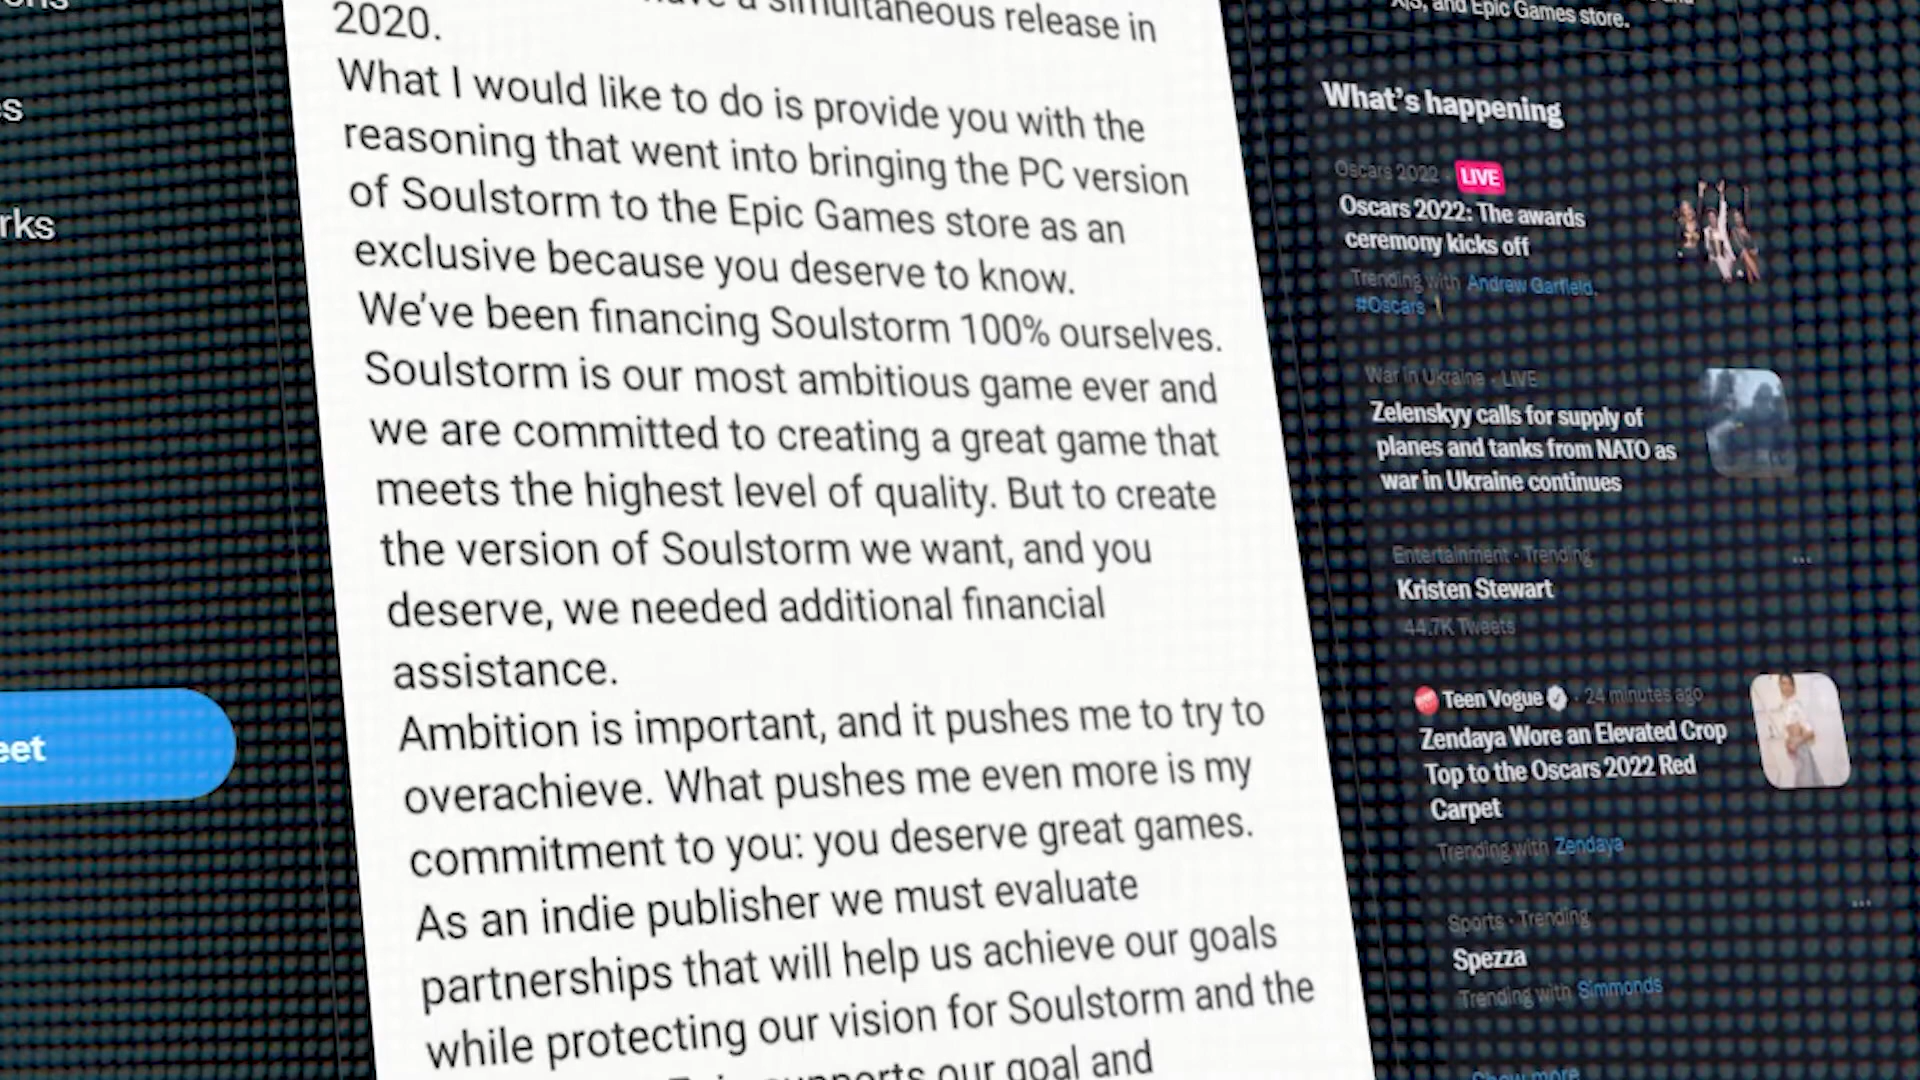 s
rks
eet
simultaneous release in
2020.
What I would like to do is provide you with the
reasoning that went into bringing the PC version
of Soulstorm to the Epic Games store as an
exclusive because you deserve to know.
We've been financing Soulstorm 100% ourselves.
Soulstorm is our most ambitious game ever and
we are committed to creating a great game that
meets the highest level of quality. But to create
the version of Soulstorm we want, and you
deserve, we needed additional financial
assistance.
Ambition is important, and it pushes me to try to
overachieve. What pushes me even more is my
commitment to you: you deserve great games.
As an indie publisher we must evaluate
partnerships that will help us achieve our goals
while protecting our vision for Soulstorm and the
supports our goal and
X|S, and Epic Games store.
What's happening
Oscars 2022 · LIVE
Oscars 2022: The awards
ceremony kicks off
Trending with Andrew Garfield,
#Oscars
War in Ukraine · LIVE
Zelenskyy calls for supply of
planes and tanks from NATO as
war in Ukraine continues
Entertainment · Trending
Kristen Stewart
44.7K Tweets
Teen Vogue · 24 minutes ago
Zendaya Wore an Elevated Crop
Top to the Oscars 2022 Red
Carpet
Trending with Zendaya
Sports · Trending
Spezza
Trending with Simmonds
Show more